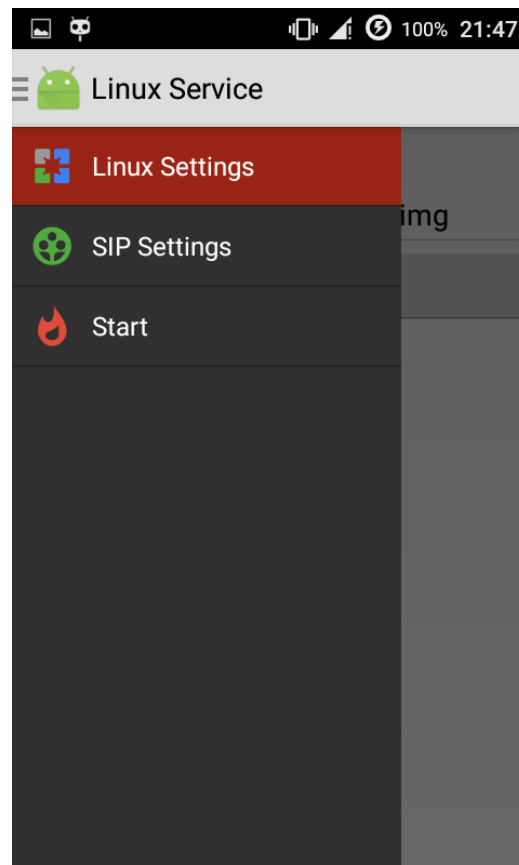 100% 21:47
Linux Service
Linux Settings
img
SIP Settings
Start